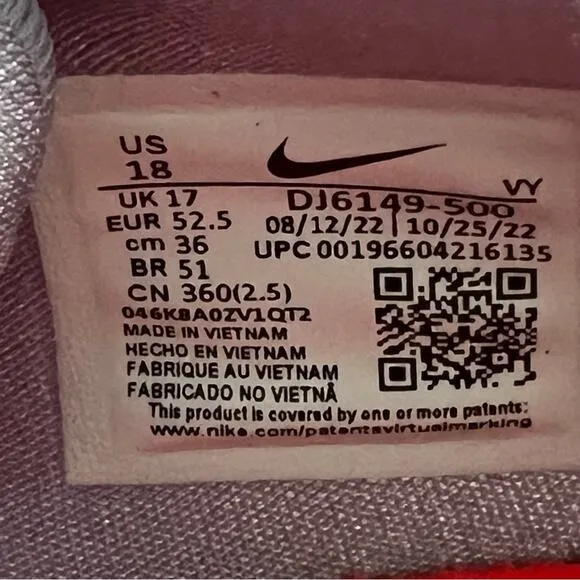 US
18
VY
UK 17
DJ6149-500
EUR 52.5
08/12/22 | 10/25/22
cm 36
UPC 00196604216135
BR 51
CN 360(2.5)
046K8A0ZV1QT2
MADE IN VIETNAM
HECHO EN VIETNAM
FABRIQUE AU VIETNAM
FABRICADO NO VIETNÃ
This product is covered by one or more patents:
www.nike.com/patentsvirtualmarking